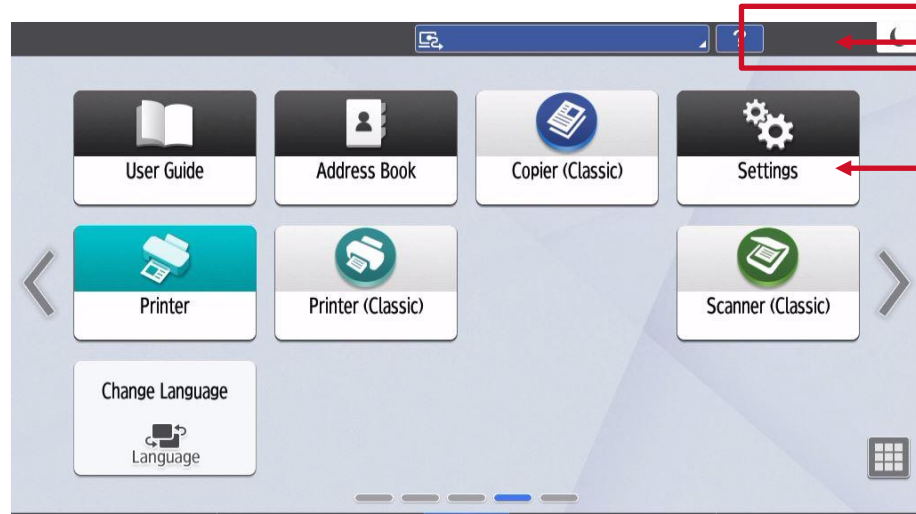 ?
User Guide
Address Book
Copier (Classic)
Settings
Printer
Printer (Classic)
Scanner (Classic)
Change Language
Language